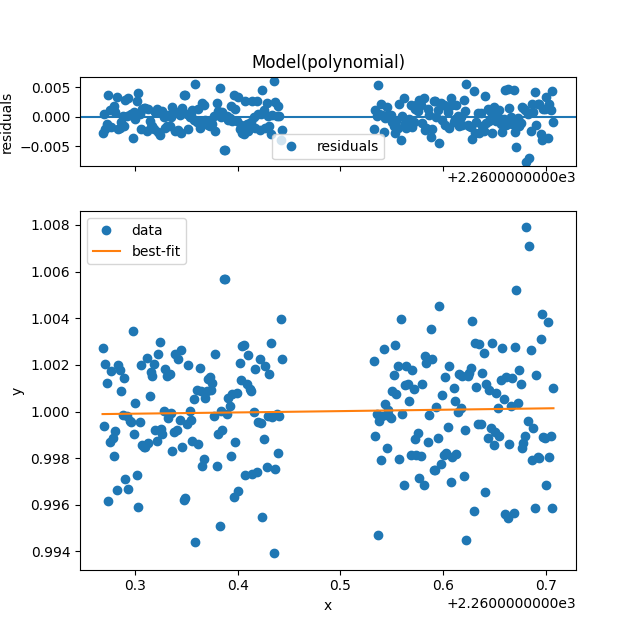 Model(polynomial)
0.005
0.000
−0.005
residuals
residuals
+2.2600000000e3
1.008
1.006
1.004
1.002
1.000
0.998
0.996
0.994
y
data
best-fit
0.3 0.4 0.5 0.6 0.7
x
+2.2600000000e3